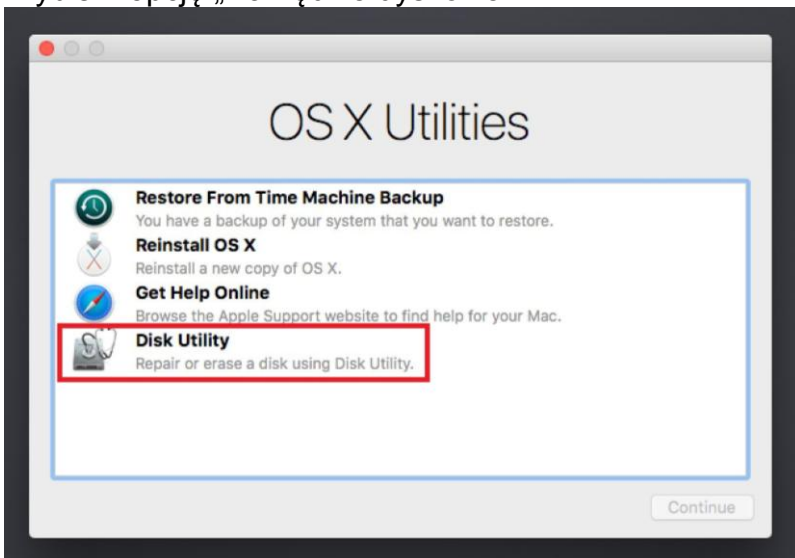 OS X Utilities
Restore From Time Machine Backup
You have a backup of your system that you want to restore.
Reinstall OS X
Reinstall a new copy of OS X.
Get Help Online
Browse the Apple Support website to find help for your Mac.
Disk Utility
Repair or erase a disk using Disk Utility.
Continue